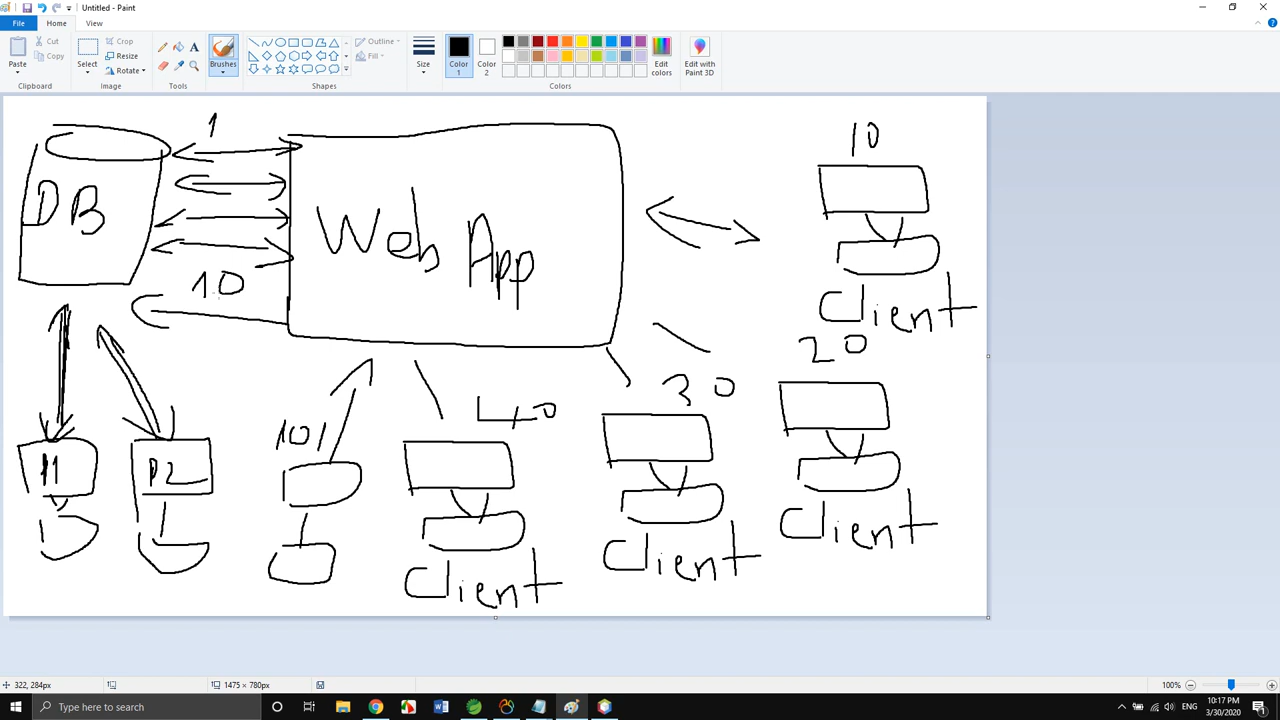 Untitled - Paint
File
Home
View
Paste
Cut
Copy
Clipboard
Select
Crop
Resize
Rotate
Image
Tools
A
Brushes
Shapes
Outline
Fill
Size
Color
1
Color
2
Colors
Edit
colors
Edit with
Paint 3D
1
DB
Web App
10
10
Client
20
30
40
101
P1
P2
Client
Client
Client
322, 284px
1475 × 780px
100%
Type here to search
ENG
10:17 PM
3/30/2020